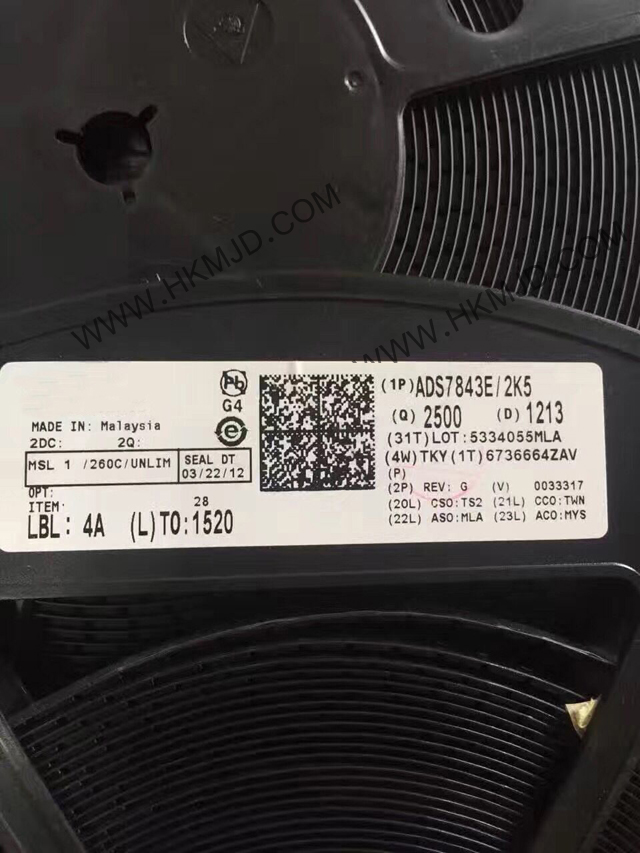 WWW.HKMJD.COM
WWW.HKMJD.COM
Pb
G4
e
MADE IN: Malaysia
2DC: 2Q:
MSL 1 /260C/UNLIM
SEAL DT
03/22/12
OPT:
ITEM: 28
LBL: 4A (L)TO:1520
(1P)ADS7843E/2K5
(Q) 2500 (D) 1213
(31T)LOT:5334055MLA
(4W)TKY(1T)6736664ZAV
(P)
(2P) REV: G (V) 0033317
(20L) CSO:TS2 (21L) CCO:TWN
(22L) ASO:MLA (23L) ACO:MYS